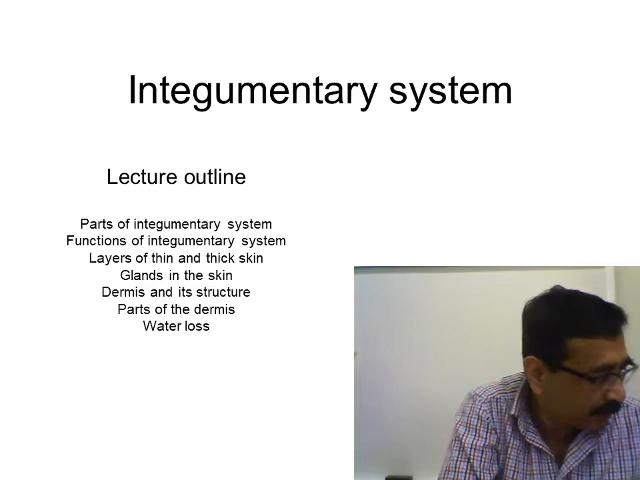 Integumentary system
Lecture outline
Parts of integumentary system
Functions of integumentary system
Layers of thin and thick skin
Glands in the skin
Dermis and its structure
Parts of the dermis
Water loss